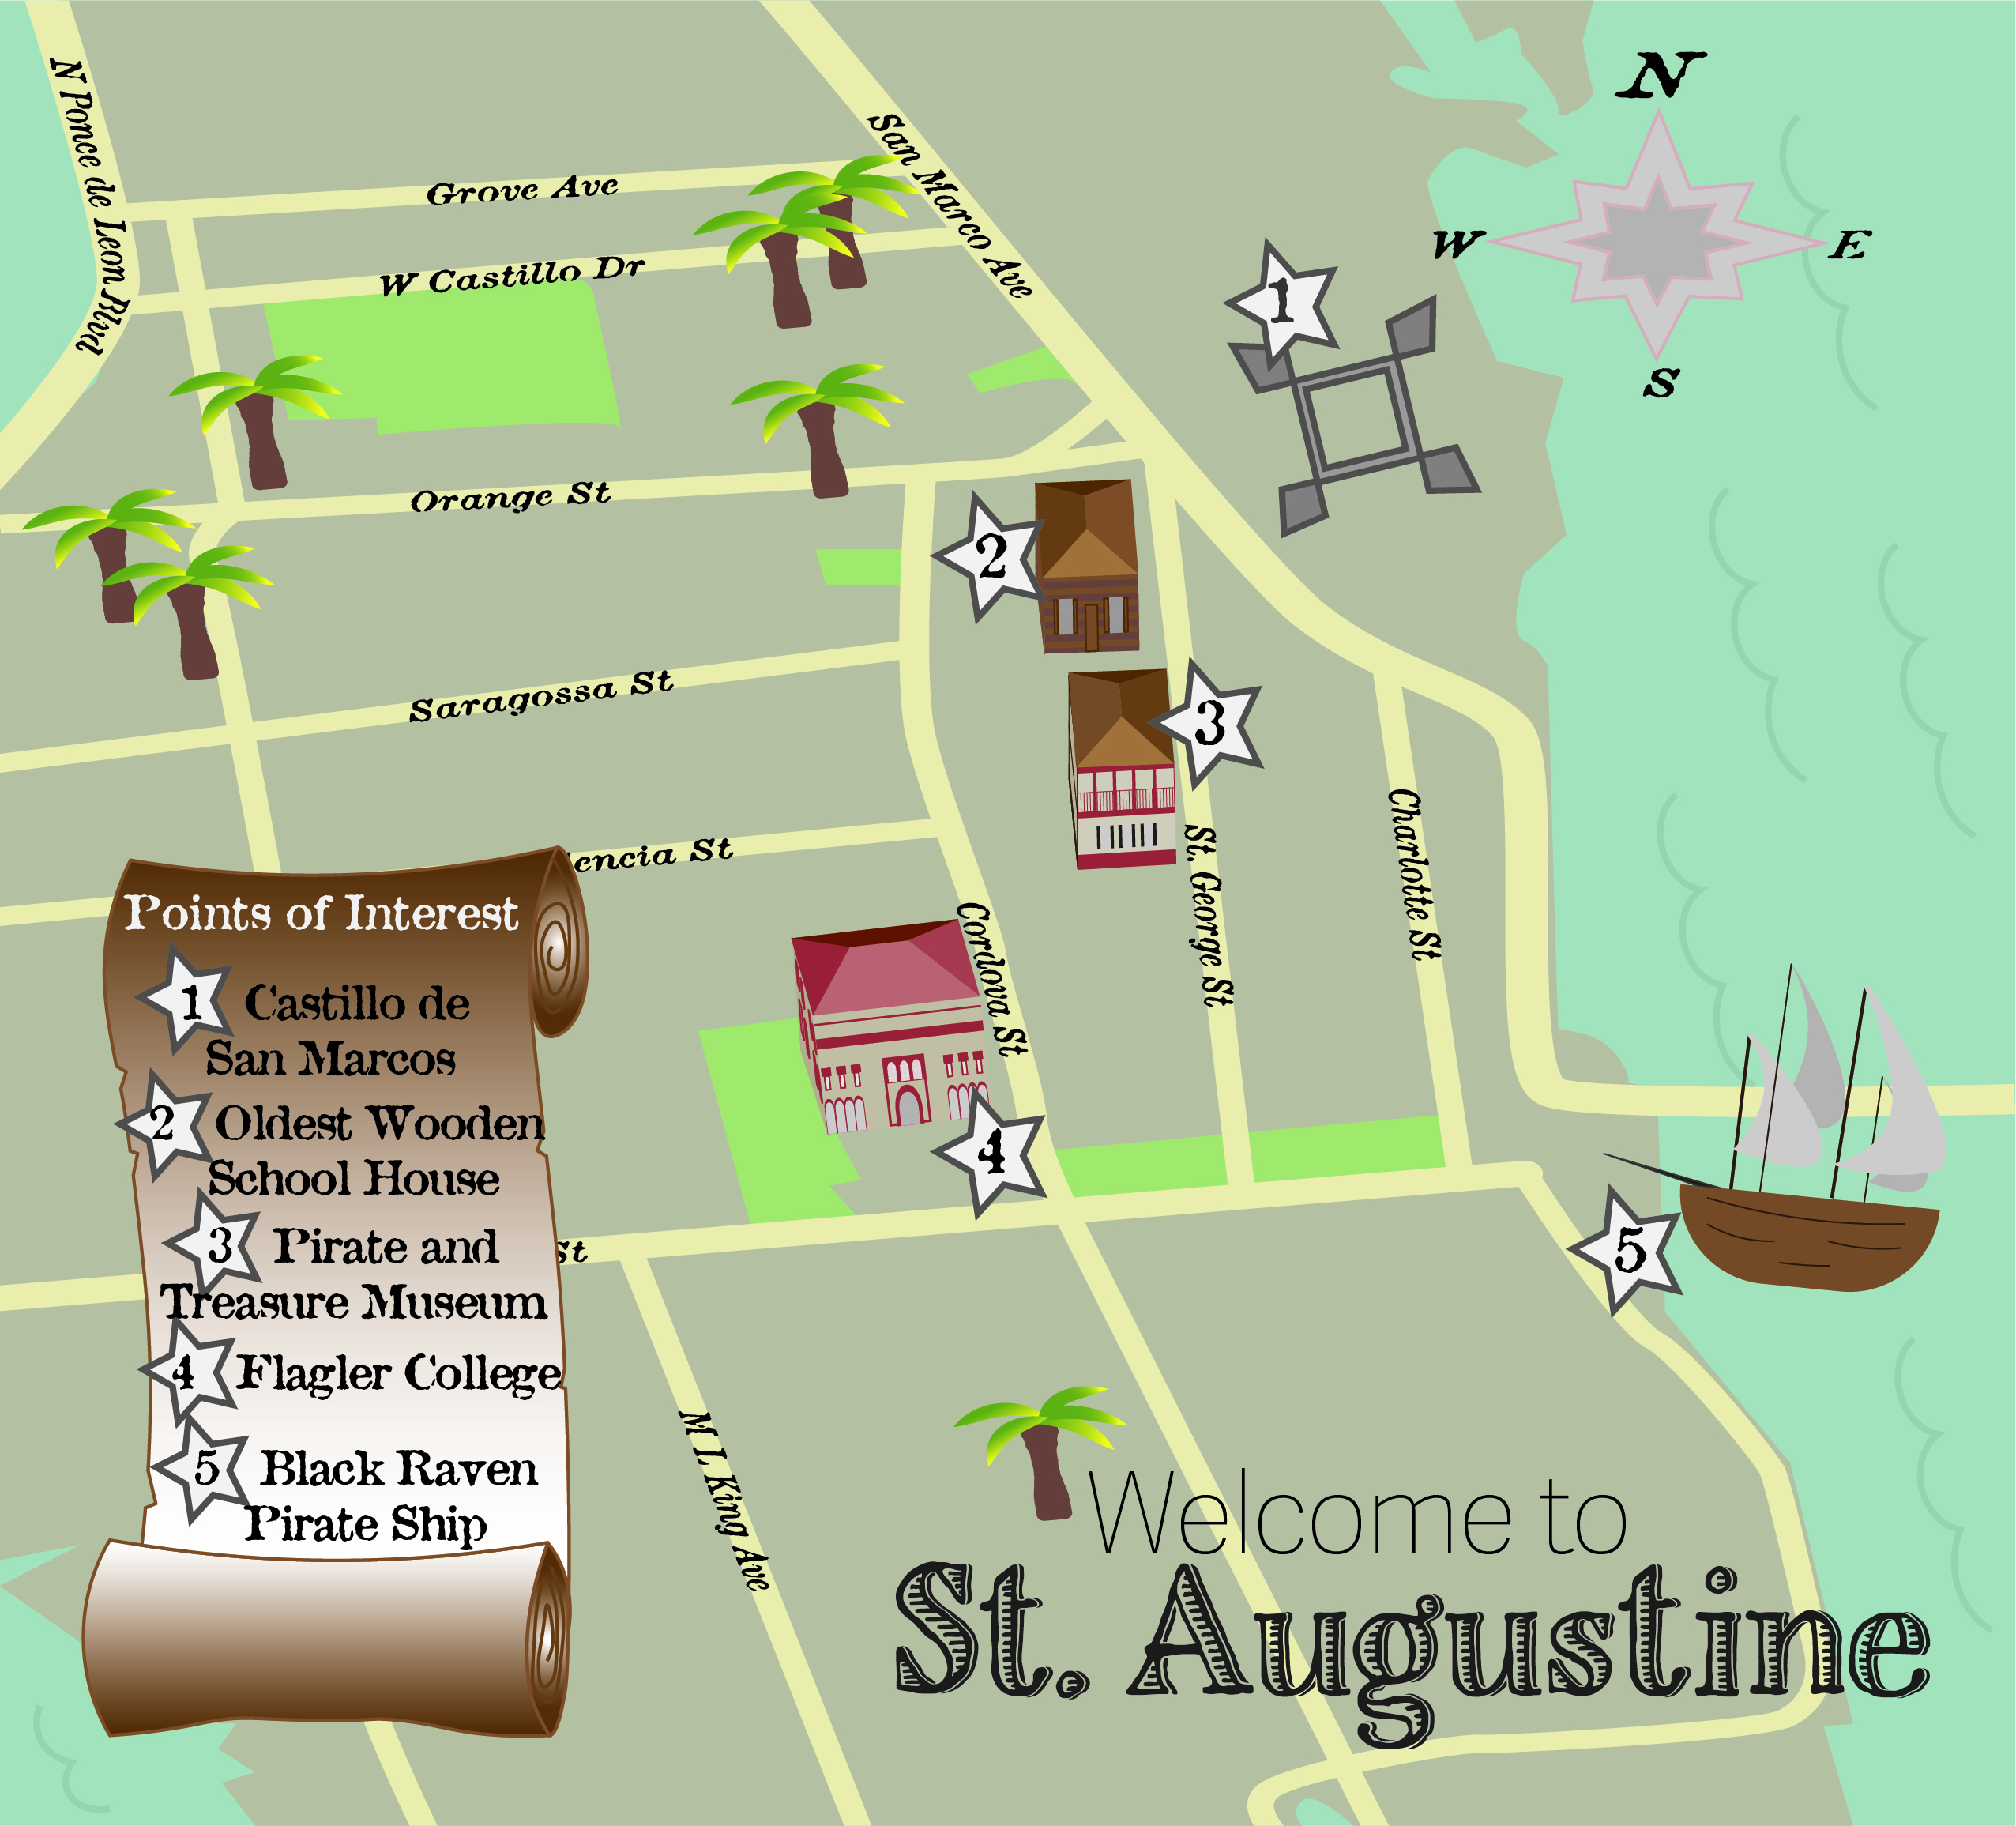 N
W
E
S
N Ponce de Leon Blvd
San Marco Ave
Grove Ave
W Castillo Dr
1
Orange St
2
Saragossa St
3
encia St
Charlotte St
St. George St
Cordova St
4
St
5
M L King Ave
Points of Interest
1 Castillo de
San Marcos
2 Oldest Wooden
School House
3 Pirate and
Treasure Museum
4 Flagler College
5 Black Raven
Pirate Ship
Welcome to
St. Augustine